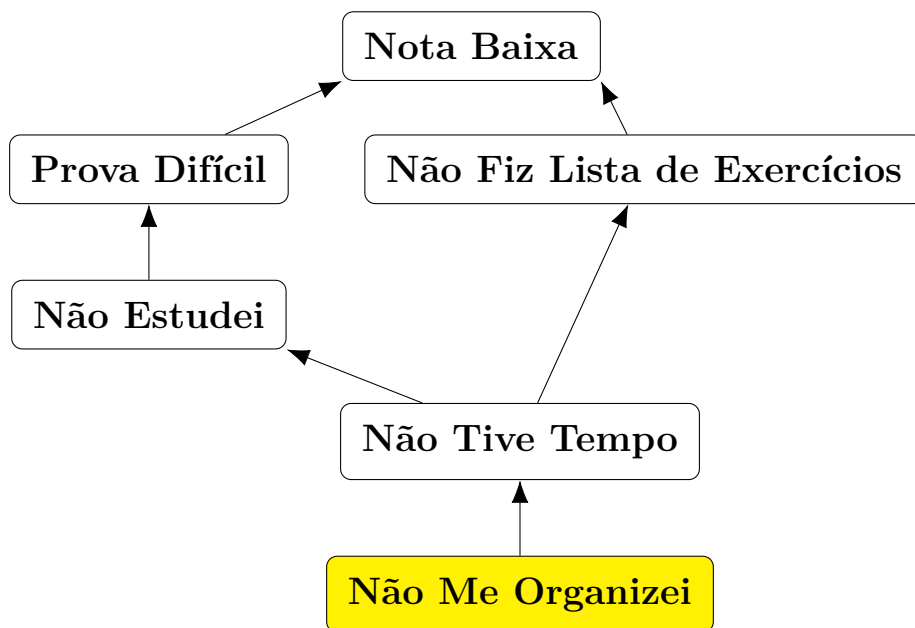 Nota Baixa
Prova Difícil
Não Fiz Lista de Exercícios
Não Estudei
Não Tive Tempo
Não Me Organizei